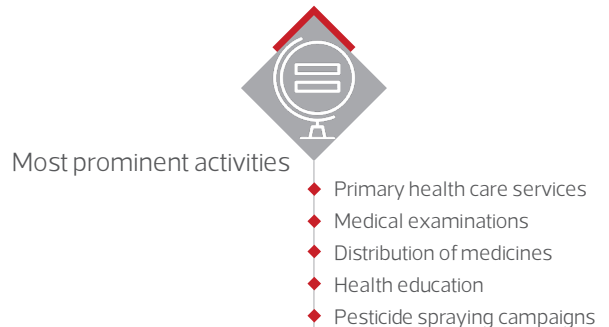 Most prominent activities
Primary health care services
Medical examinations
Distribution of medicines
Health education
Pesticide spraying campaigns